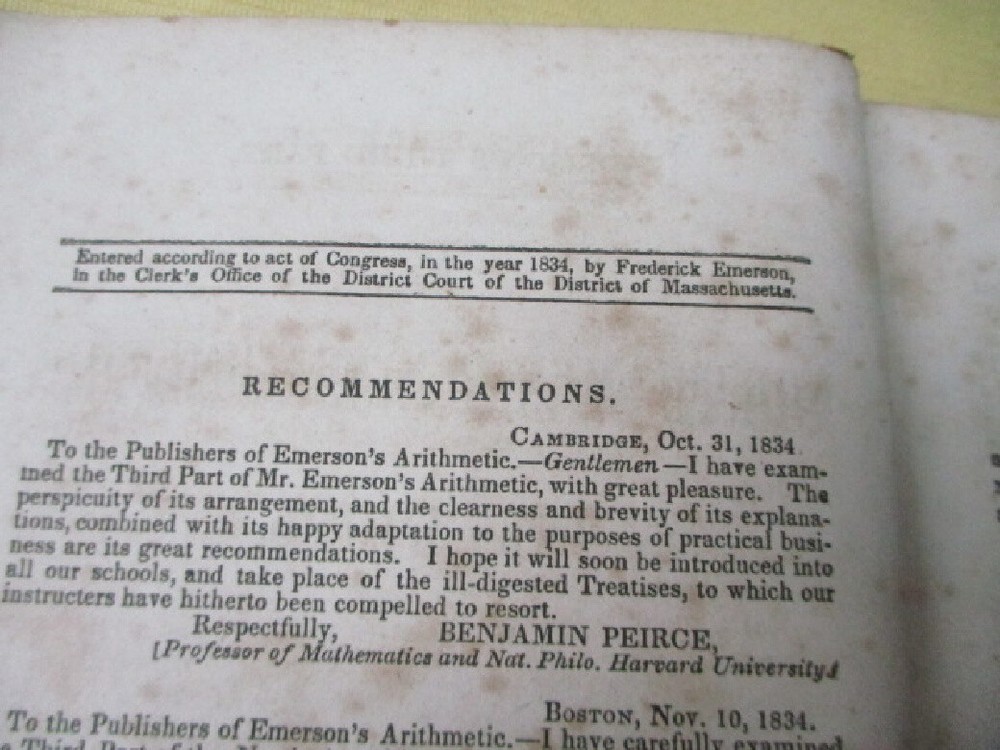 Entered according to act of Congress, in the year 1834, by Frederick Emerson,
in the Clerk's Office of the District Court of the District of Massachusetts.
RECOMMENDATIONS.
CAMBRIDGE, Oct. 31, 1834.
To the Publishers of Emerson's Arithmetic.—Gentlemen—I have exam-
ined the Third Part of Mr. Emerson's Arithmetic, with great pleasure. The
perspicuity of its arrangement, and the clearness and brevity of its explana-
tions, combined with its happy adaptation to the purposes of practical busi-
ness are its great recommendations. I hope it will soon be introduced into
all our schools, and take place of the ill-digested Treatises, to which our
instructers have hitherto been compelled to resort.
Respectfully, BENJAMIN PEIRCE,
[Professor of Mathematics and Nat. Philo. Harvard University.]
BOSTON, Nov. 10, 1834.
To the Publishers of Emerson's Arithmetic.—I have carefully examined
Third Part of the